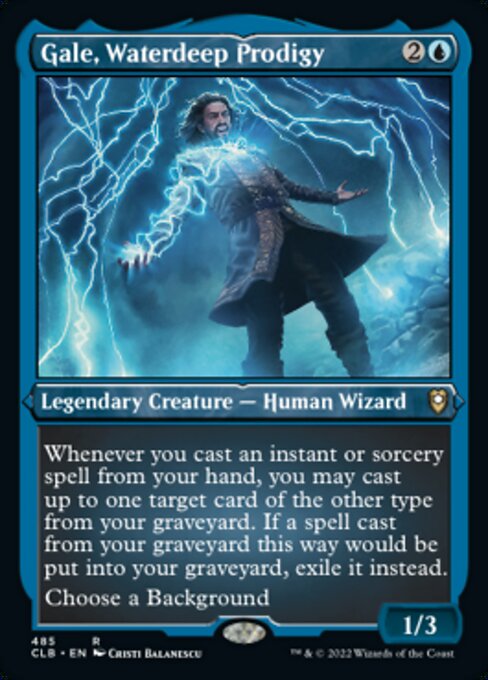 Gale, Waterdeep Prodigy 2
Legendary Creature — Human Wizard
Whenever you cast an instant or sorcery
spell from your hand, you may cast
up to one target card of the other type
from your graveyard. If a spell cast
from your graveyard this way would be
put into your graveyard, exile it instead.
Choose a Background
1/3
485 R
CLB • EN Cristi Balanescu
™ & © 2022 Wizards of the Coast